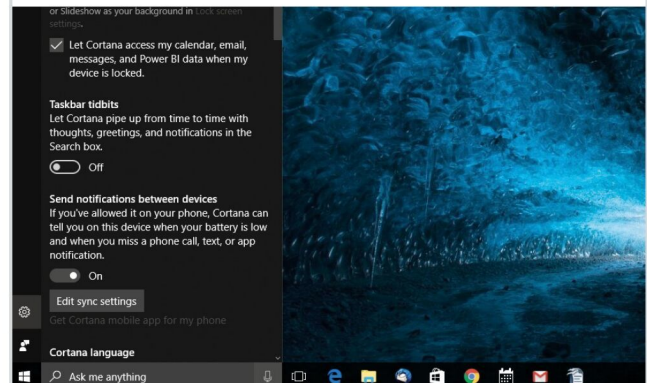 or Slideshow as your background in Lock screen
settings.
Let Cortana access my calendar, email,
messages, and Power BI data when my
device is locked.
Taskbar tidbits
Let Cortana pipe up from time to time with
thoughts, greetings, and notifications in the
Search box.
Off
Send notifications between devices
If you've allowed it on your phone, Cortana can
tell you on this device when your battery is low
and when you miss a phone call, text, or app
notification.
On
Edit sync settings
Get Cortana mobile app for my phone
Cortana language
Ask me anything